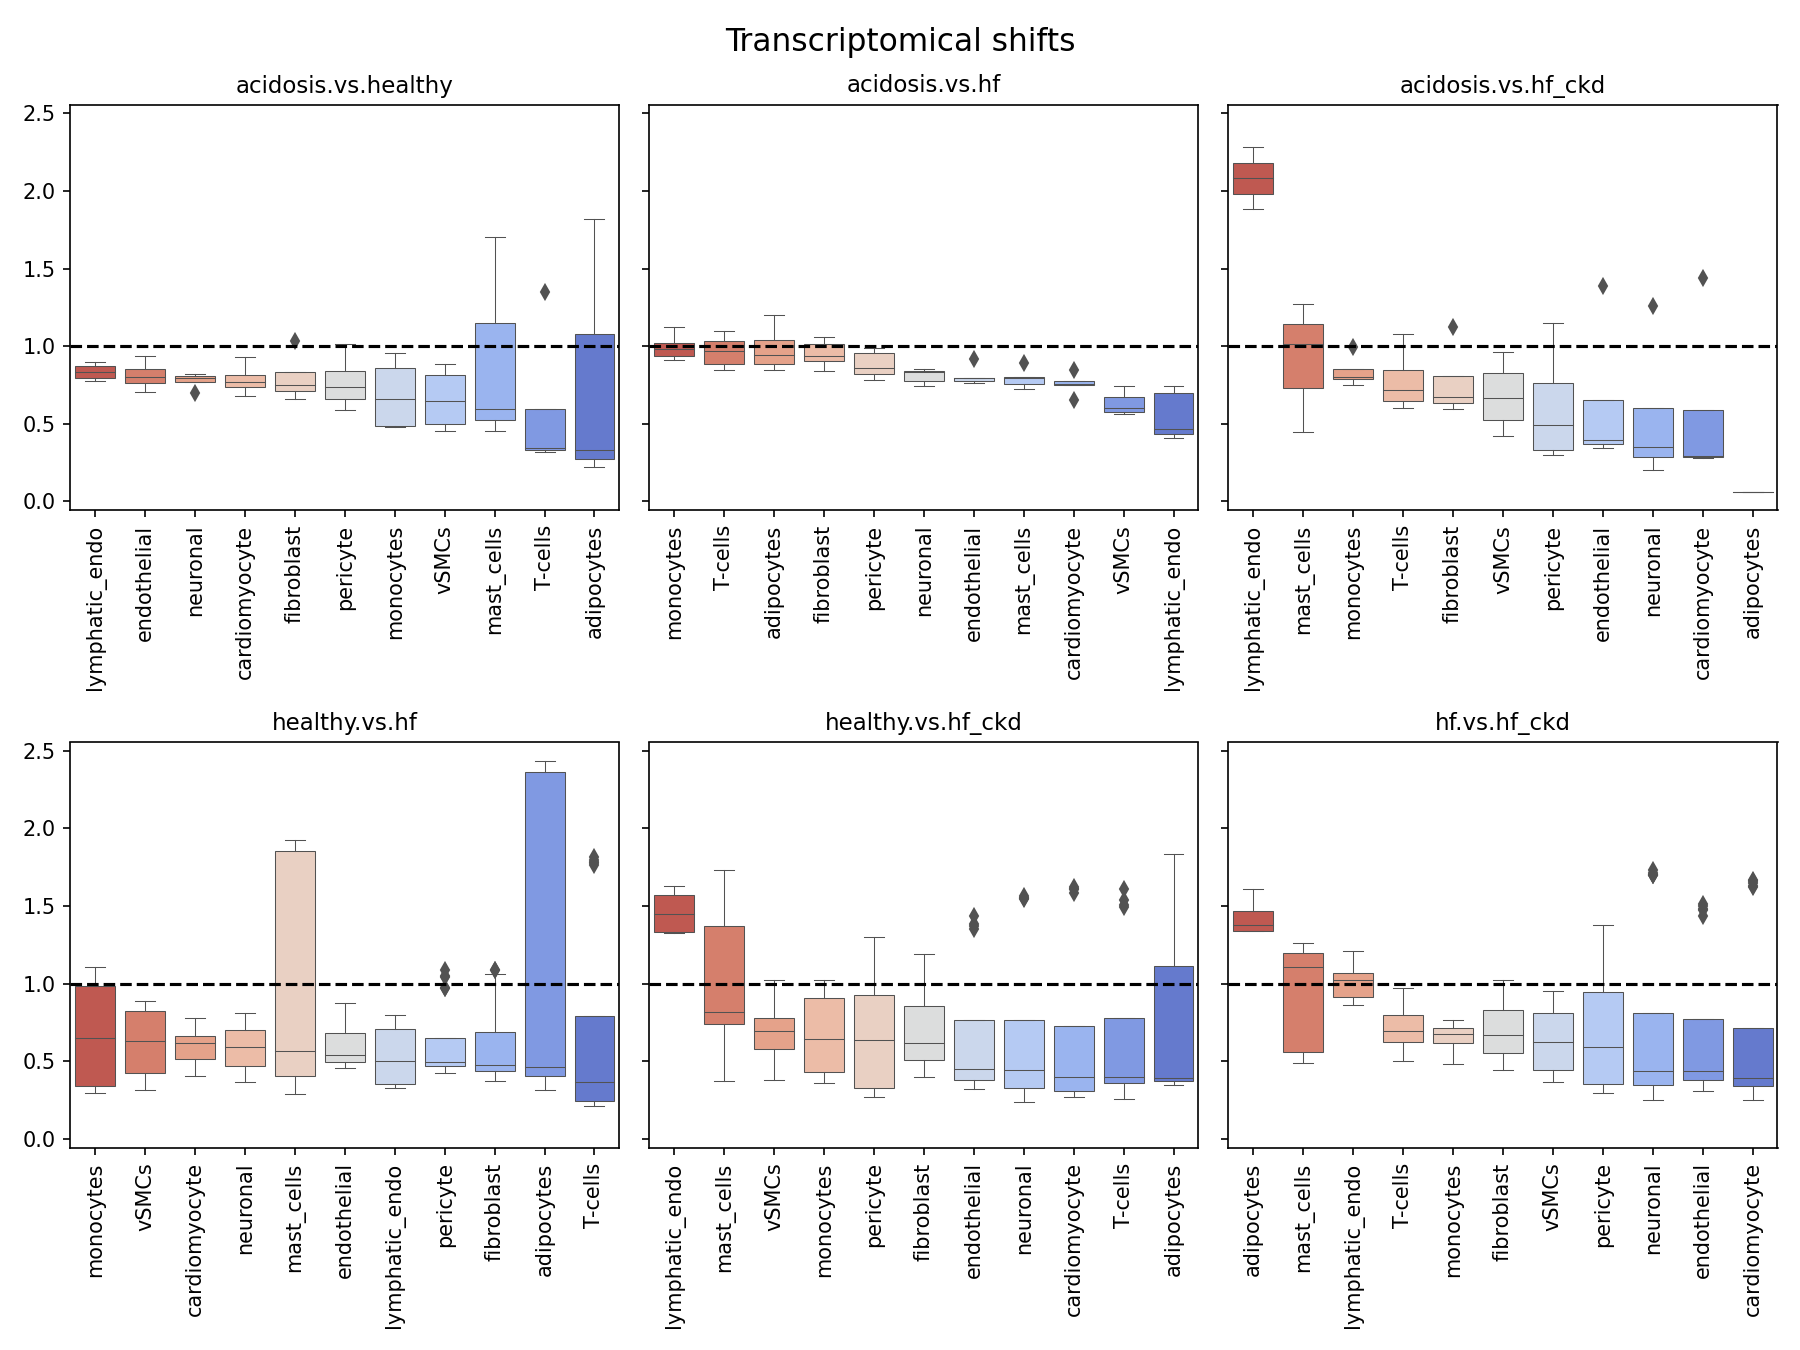 Transcriptomical shifts
acidosis.vs.healthy
acidosis.vs.hf
acidosis.vs.hf_ckd
2.5
2.0
1.5
1.0
0.5
0.0
lymphatic_endo
endothelial
neuronal
cardiomyocyte
fibroblast
pericyte
monocytes
vSMCs
mast_cells
T-cells
adipocytes
monocytes
T-cells
adipocytes
fibroblast
pericyte
neuronal
endothelial
mast_cells
cardiomyocyte
vSMCs
lymphatic_endo
lymphatic_endo
mast_cells
monocytes
T-cells
fibroblast
vSMCs
pericyte
endothelial
neuronal
cardiomyocyte
adipocytes
healthy.vs.hf
healthy.vs.hf_ckd
hf.vs.hf_ckd
2.5
2.0
1.5
1.0
0.5
0.0
monocytes
vSMCs
cardiomyocyte
neuronal
mast_cells
endothelial
lymphatic_endo
pericyte
fibroblast
adipocytes
T-cells
lymphatic_endo
mast_cells
vSMCs
monocytes
pericyte
fibroblast
endothelial
neuronal
cardiomyocyte
T-cells
adipocytes
adipocytes
mast_cells
lymphatic_endo
T-cells
monocytes
fibroblast
vSMCs
pericyte
neuronal
endothelial
cardiomyocyte